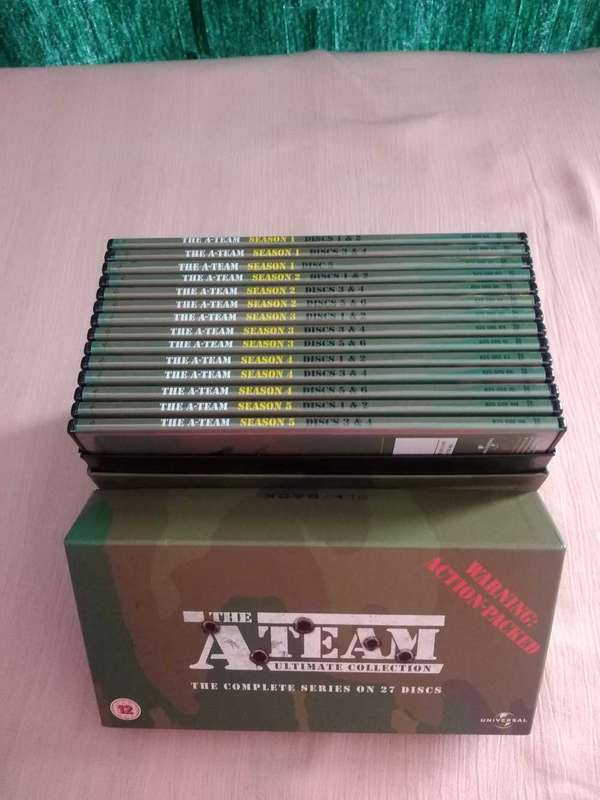 THE A-TEAM SEASON 1 DISCS 1 & 2
THE A-TEAM SEASON 1 DISCS 3 & 4
THE A-TEAM SEASON 1 DISC 5
THE A-TEAM SEASON 2 DISCS 1 & 2
THE A-TEAM SEASON 2 DISCS 3 & 4
THE A-TEAM SEASON 2 DISCS 5 & 6
THE A-TEAM SEASON 3 DISCS 1 & 2
THE A-TEAM SEASON 3 DISCS 3 & 4
THE A-TEAM SEASON 3 DISCS 5 & 6
THE A-TEAM SEASON 4 DISCS 1 & 2
THE A-TEAM SEASON 4 DISCS 3 & 4
THE A-TEAM SEASON 4 DISCS 5 & 6
THE A-TEAM SEASON 5 DISCS 1 & 2
THE A-TEAM SEASON 5 DISCS 3 & 4
WARNING:
ACTION-PACKED
THE
A TEAM
ULTIMATE COLLECTION
THE COMPLETE SERIES ON 27 DISCS
12
UNIVERSAL